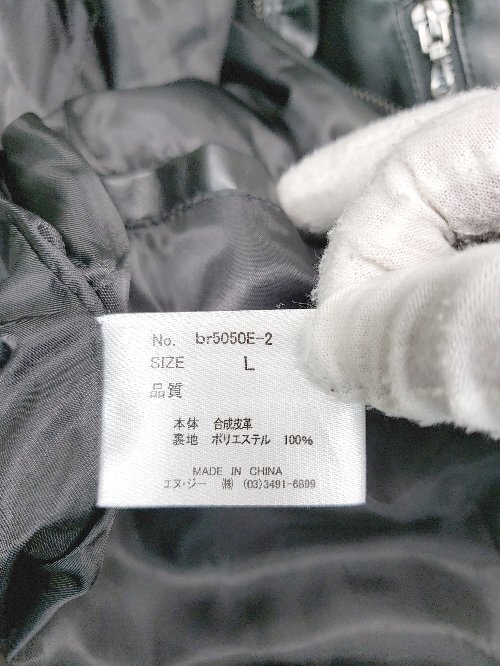 No. br5050E-2
SIZE L
品質
本体 合成皮革
裏地 ポリエステル 100%
MADE IN CHINA
エヌ・ジー ㈱ (03)3491-6899